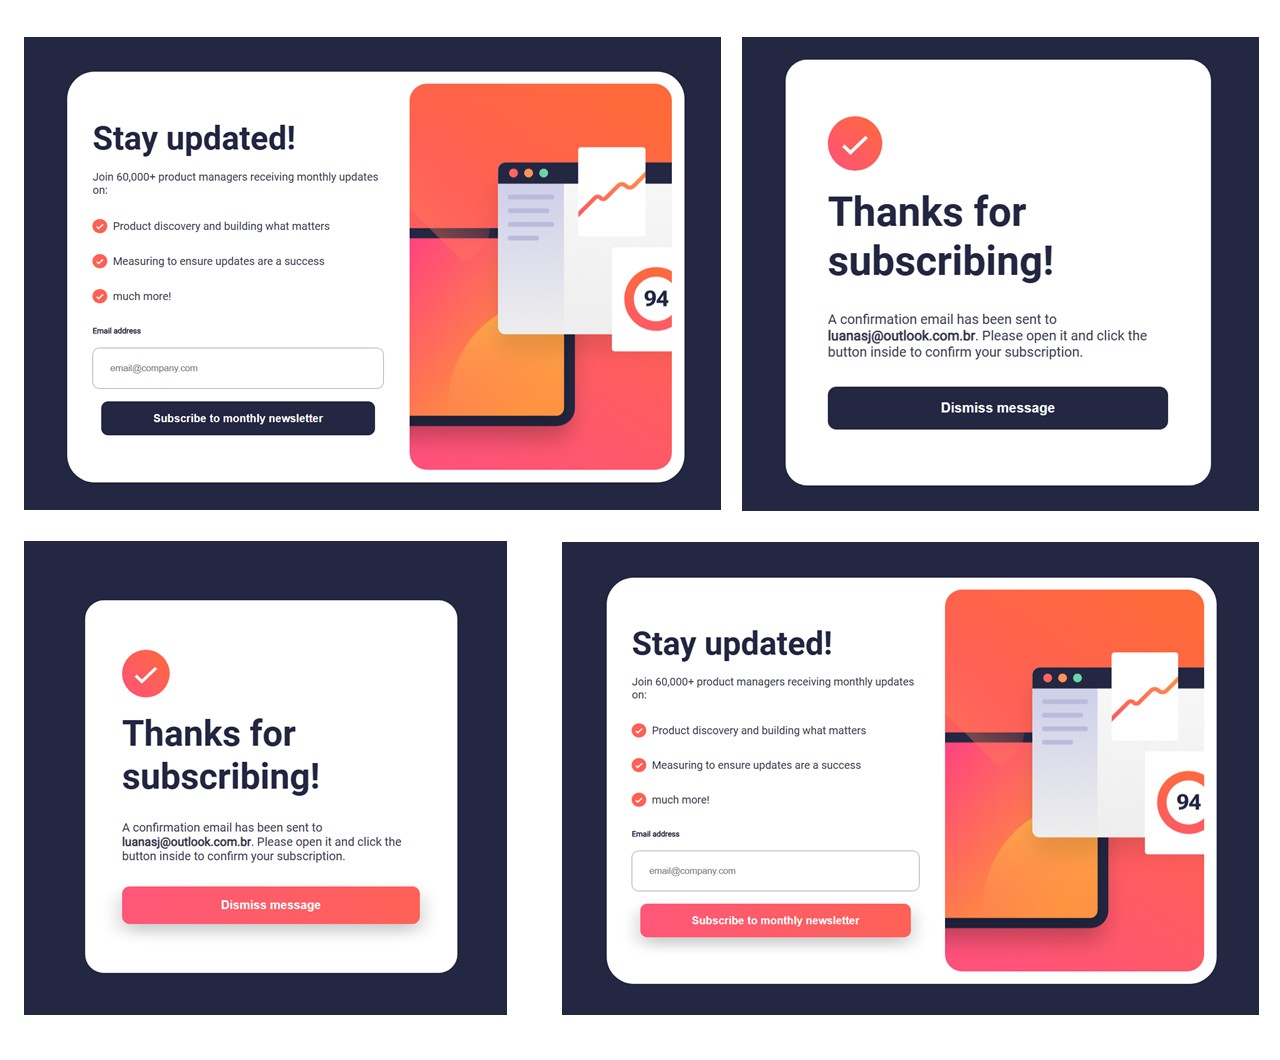 Stay updated!
Join 60,000+ product managers receiving monthly updates
on:
Product discovery and building what matters
Measuring to ensure updates are a success
much more!
Email address
email@company.com
Subscribe to monthly newsletter
94
Thanks for
subscribing!
A confirmation email has been sent to
luanasj@outlook.com.br. Please open it and click the
button inside to confirm your subscription.
Dismiss message
Thanks for
subscribing!
A confirmation email has been sent to
luanasj@outlook.com.br. Please open it and click the
button inside to confirm your subscription.
Dismiss message
Stay updated!
Join 60,000+ product managers receiving monthly updates
on:
Product discovery and building what matters
Measuring to ensure updates are a success
much more!
Email address
email@company.com
Subscribe to monthly newsletter
94